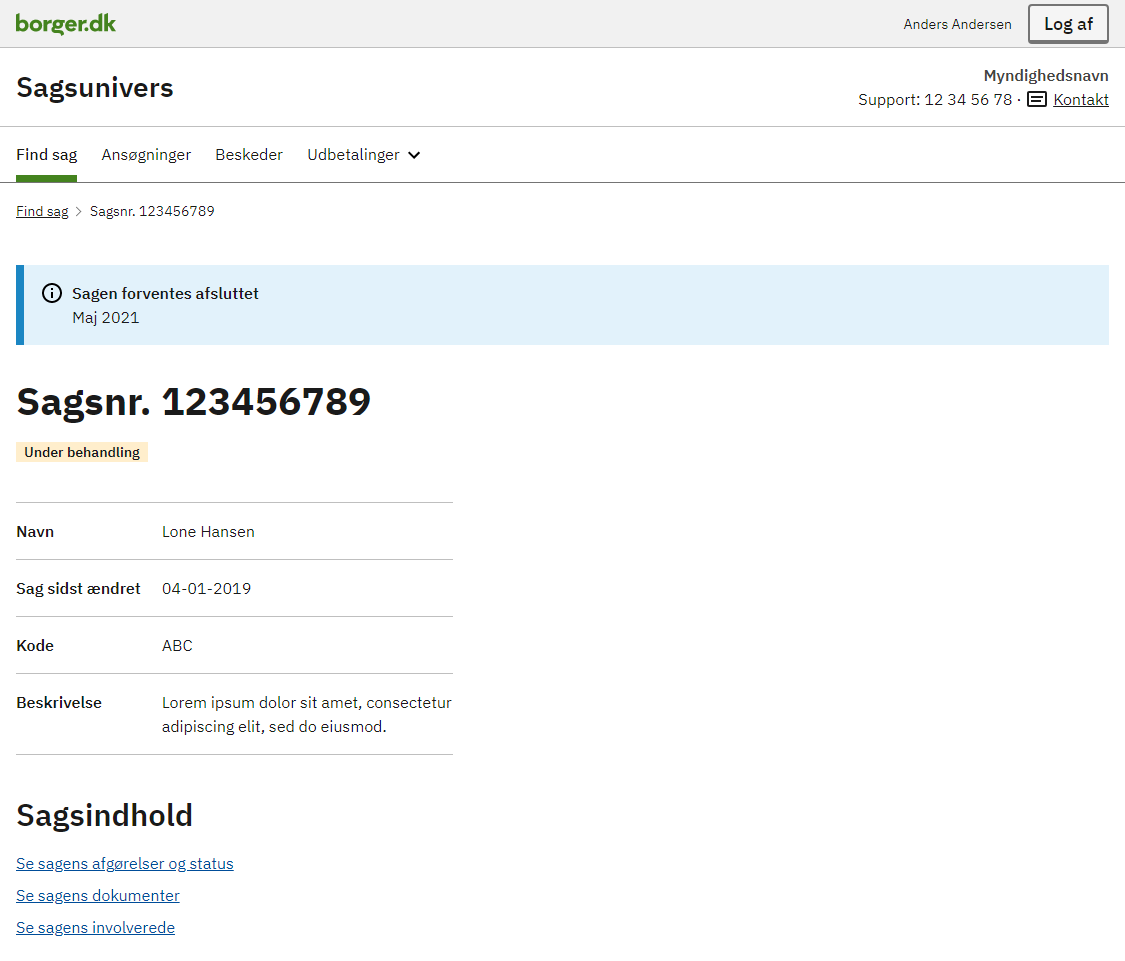 borger.dk
Anders Andersen
Log af
Sagsunivers
Myndighedsnavn
Support: 12 34 56 78 · Kontakt
Find sag Ansøgninger Beskeder Udbetalinger
Find sag Sagsnr. 123456789
Sagen forventes afsluttet
Maj 2021
Sagsnr. 123456789
Under behandling
Navn Lone Hansen
Sag sidst ændret 04-01-2019
Kode ABC
Beskrivelse Lorem ipsum dolor sit amet, consectetur
adipiscing elit, sed do eiusmod.
Sagsindhold
Se sagens afgørelser og status
Se sagens dokumenter
Se sagens involverede